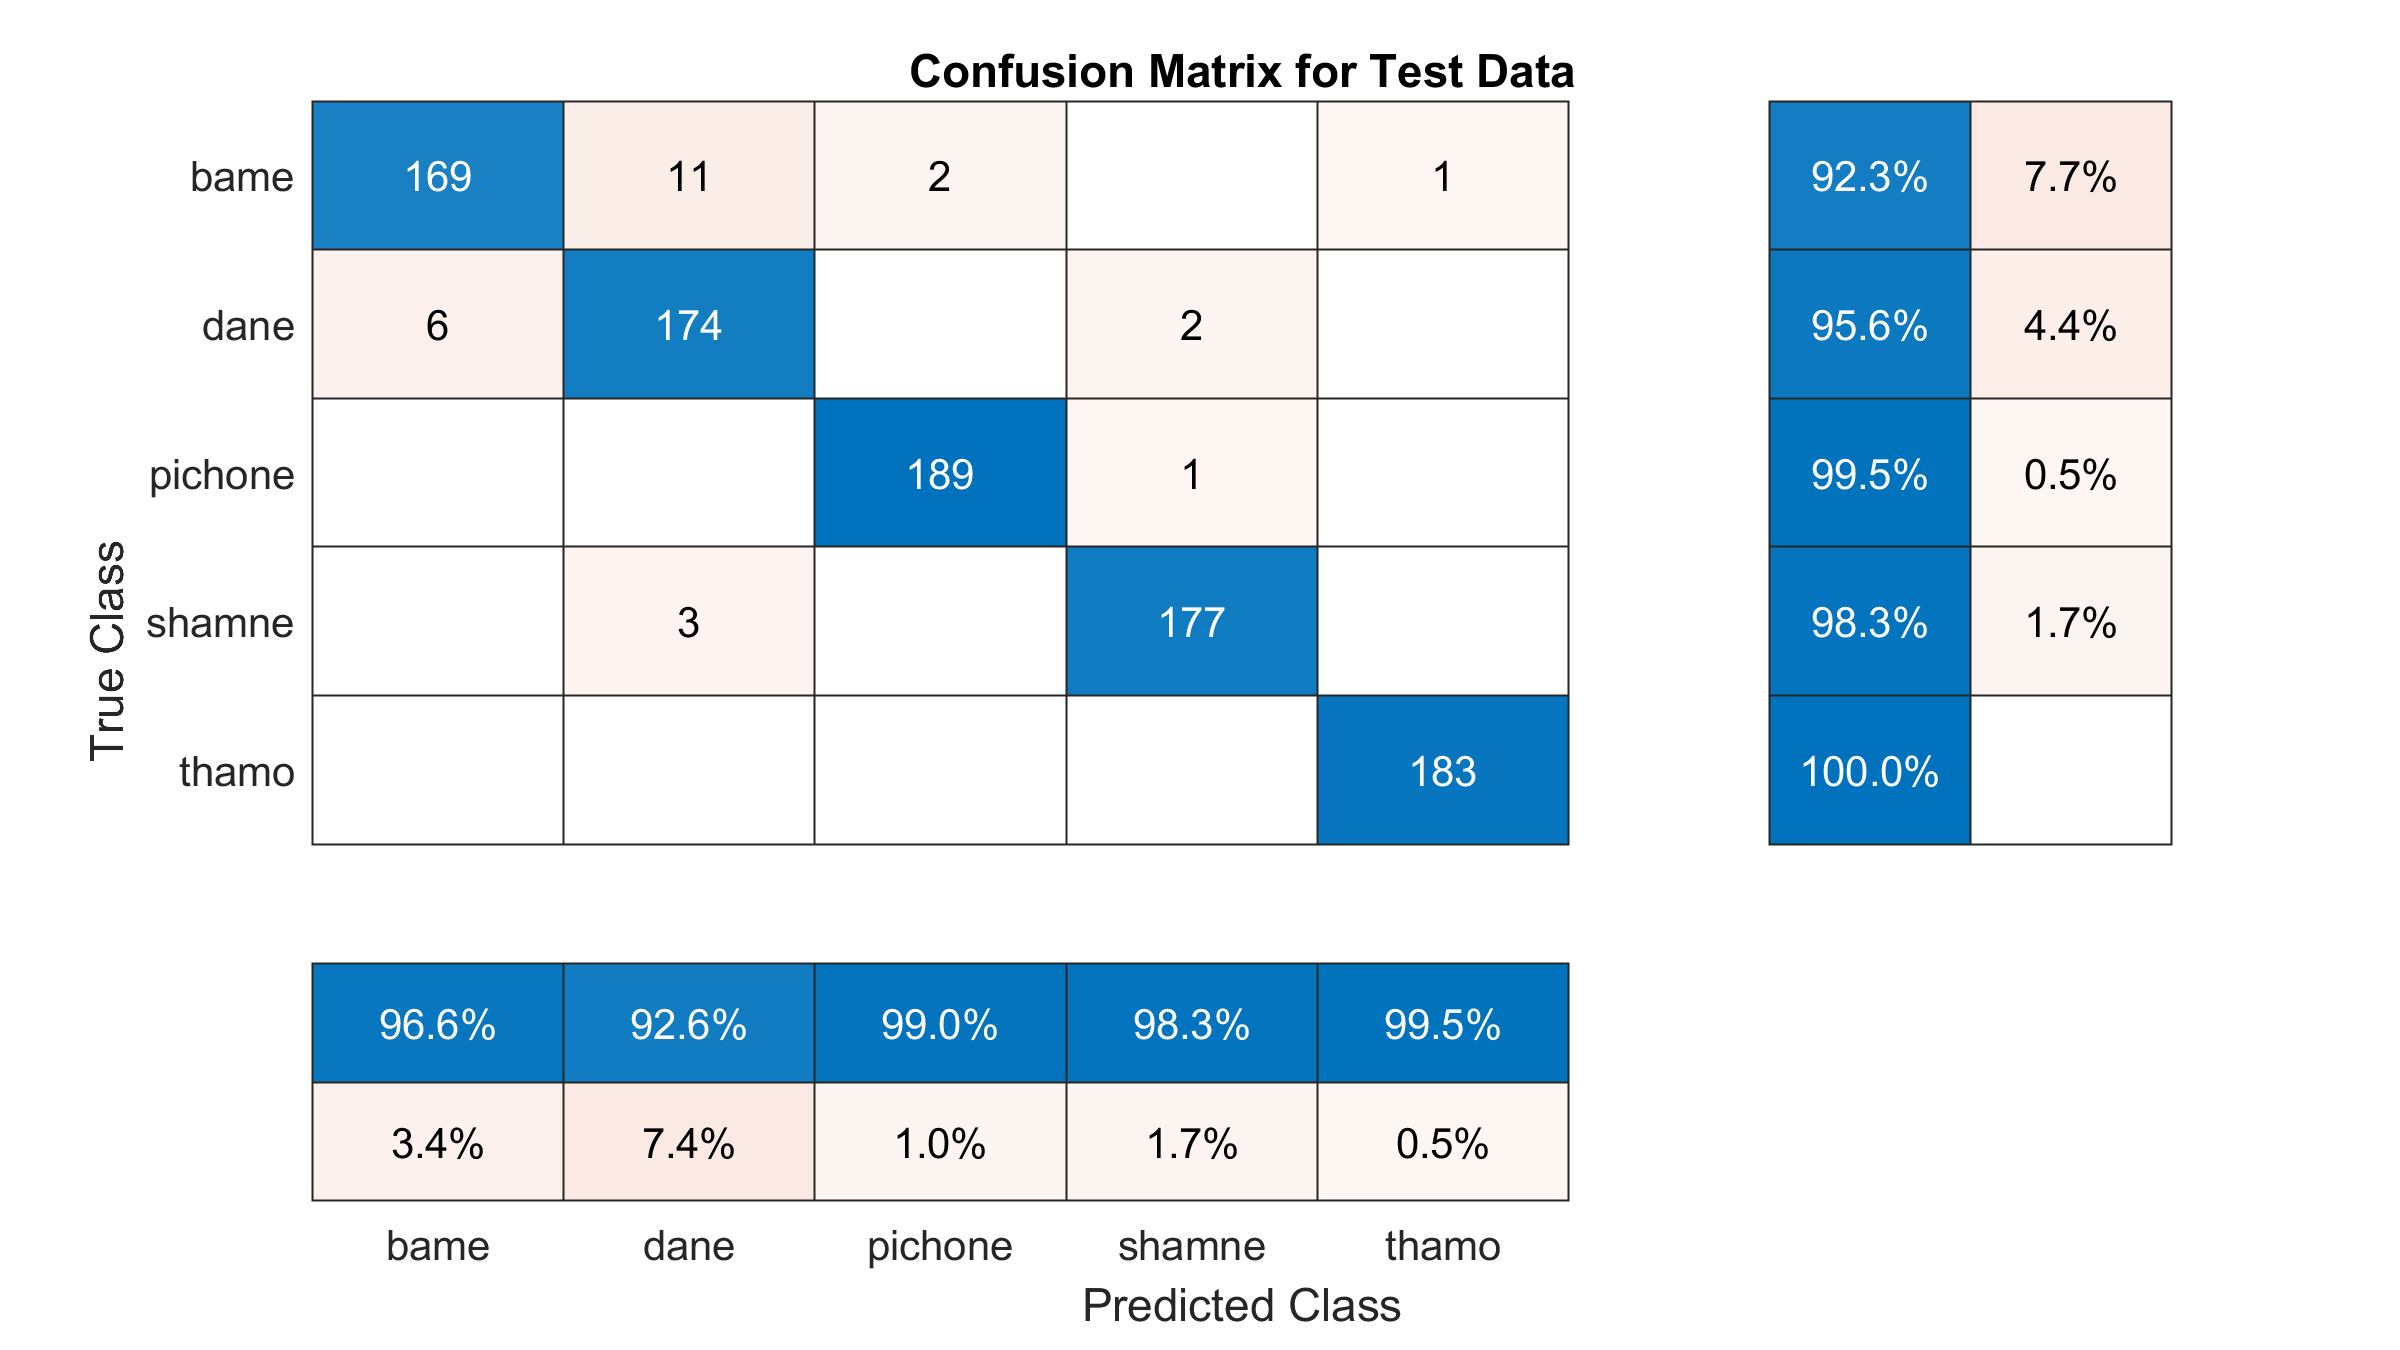 Confusion Matrix for Test Data
True Class
bame 169 11 2 1 92.3% 7.7%
dane 6 174 2 95.6% 4.4%
pichone 189 1 99.5% 0.5%
shamne 3 177 98.3% 1.7%
thamo 183 100.0%
96.6% 92.6% 99.0% 98.3% 99.5%
3.4% 7.4% 1.0% 1.7% 0.5%
bame dane pichone shamne thamo
Predicted Class